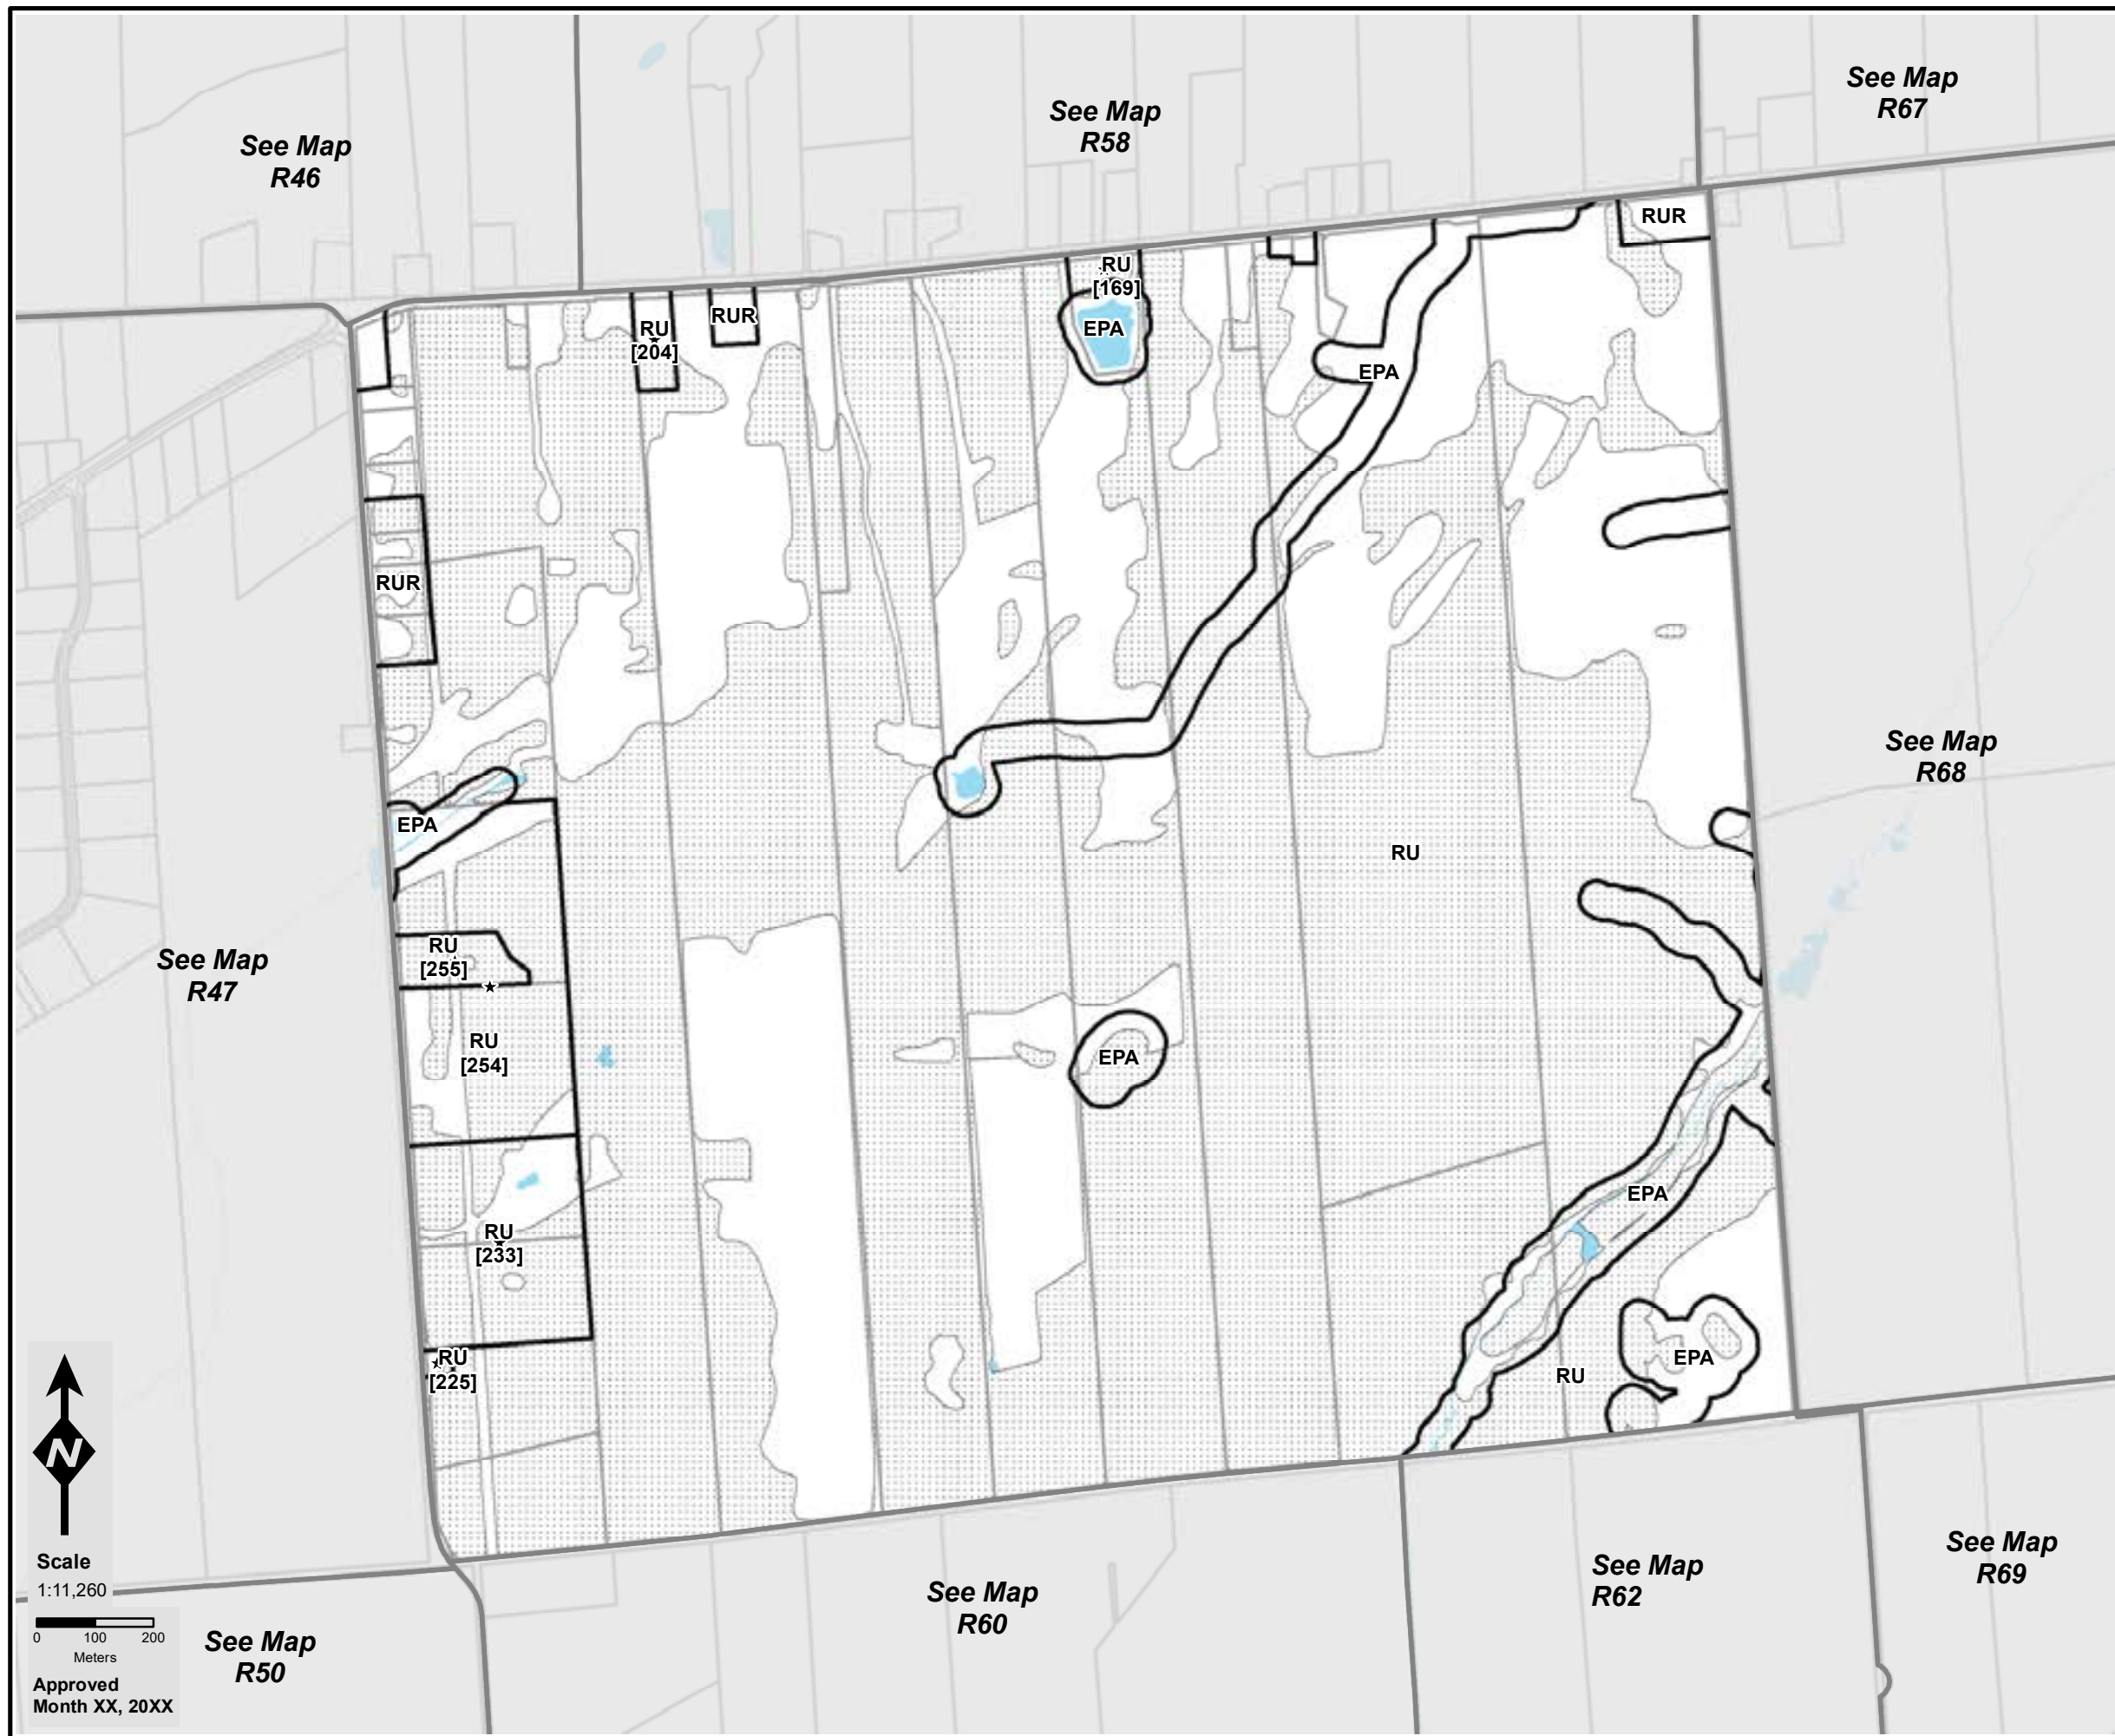 See Map
R67
See Map
R58
See Map
R46
RUR
RU
[169]
RUR
RU
[204]
EPA
EPA
RUR
See Map
R68
EPA
RU
RU
[255]
See Map
R47
RU
[254]
EPA
EPA
RU
[233]
RU
[225]
EPA
RU
N
Scale
1:11,260
0 100 200
Meters
Approved
Month XX, 20XX
See Map
R50
See Map
R60
See Map
R62
See Map
R69